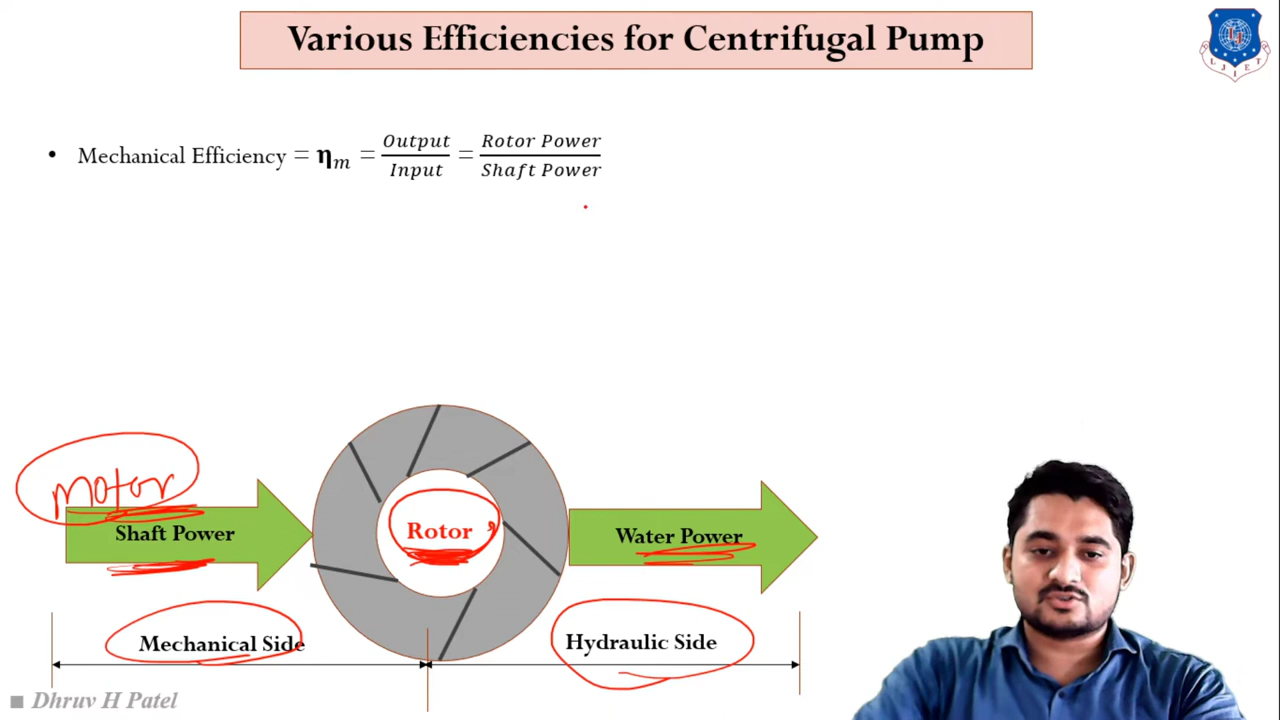 Various Efficiencies for Centrifugal Pump
L J I E T
• Mechanical Efficiency = η_m = Output/Input = Rotor Power/Shaft Power
motor
Shaft Power
Rotor
Water Power
Mechanical Side
Hydraulic Side
Dhruv H Patel